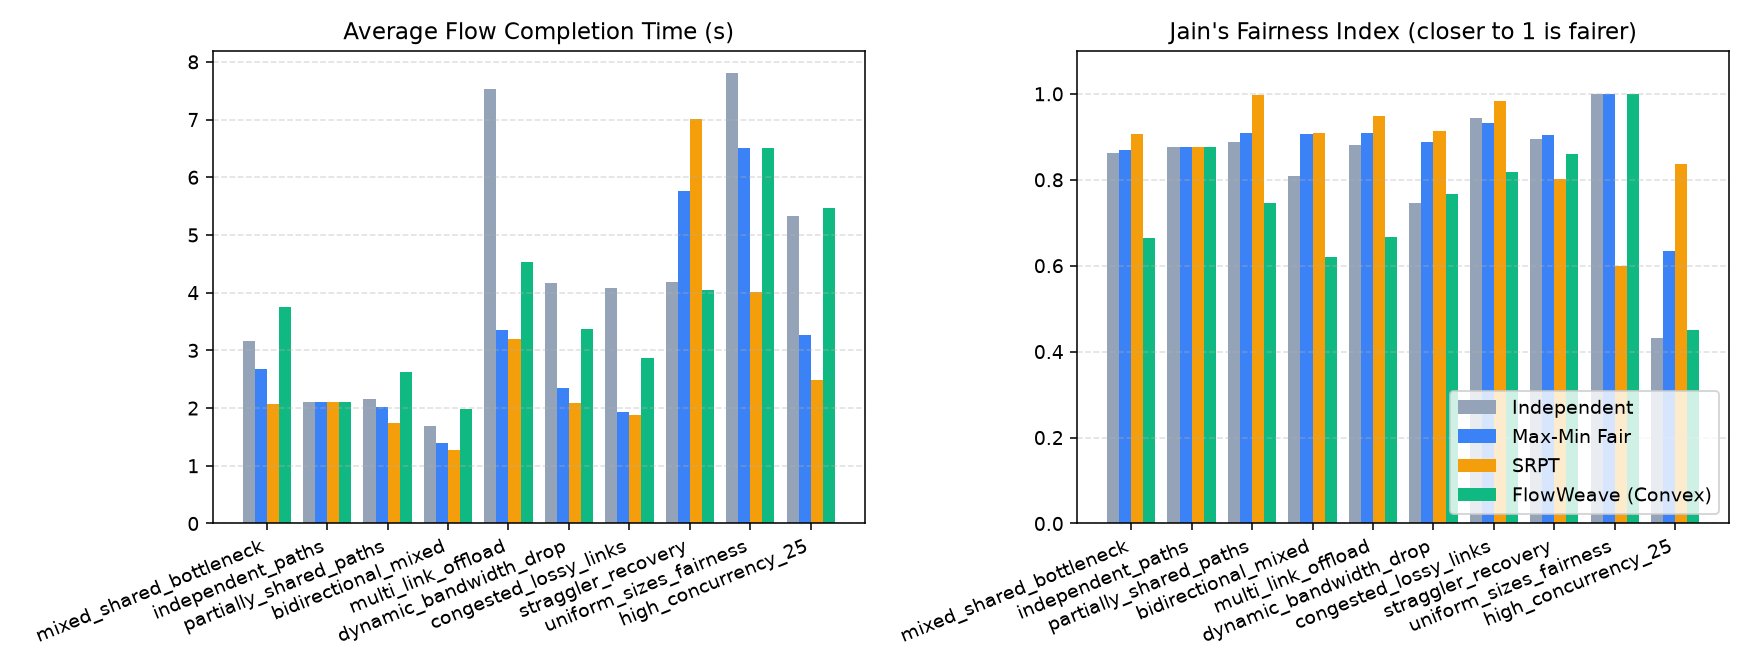 Average Flow Completion Time (s)
8
7
6
5
4
3
2
1
0
mixed_shared_bottleneck
independent_paths
partially_shared_paths
bidirectional_mixed
multi_link_offload
dynamic_bandwidth_drop
congested_lossy_links
straggler_recovery
uniform_sizes_fairness
high_concurrency_25
Jain's Fairness Index (closer to 1 is fairer)
1.0
0.8
0.6
0.4
0.2
0.0
Independent
Max-Min Fair
SRPT
FlowWeave (Convex)
mixed_shared_bottleneck
independent_paths
partially_shared_paths
bidirectional_mixed
multi_link_offload
dynamic_bandwidth_drop
congested_lossy_links
straggler_recovery
uniform_sizes_fairness
high_concurrency_25